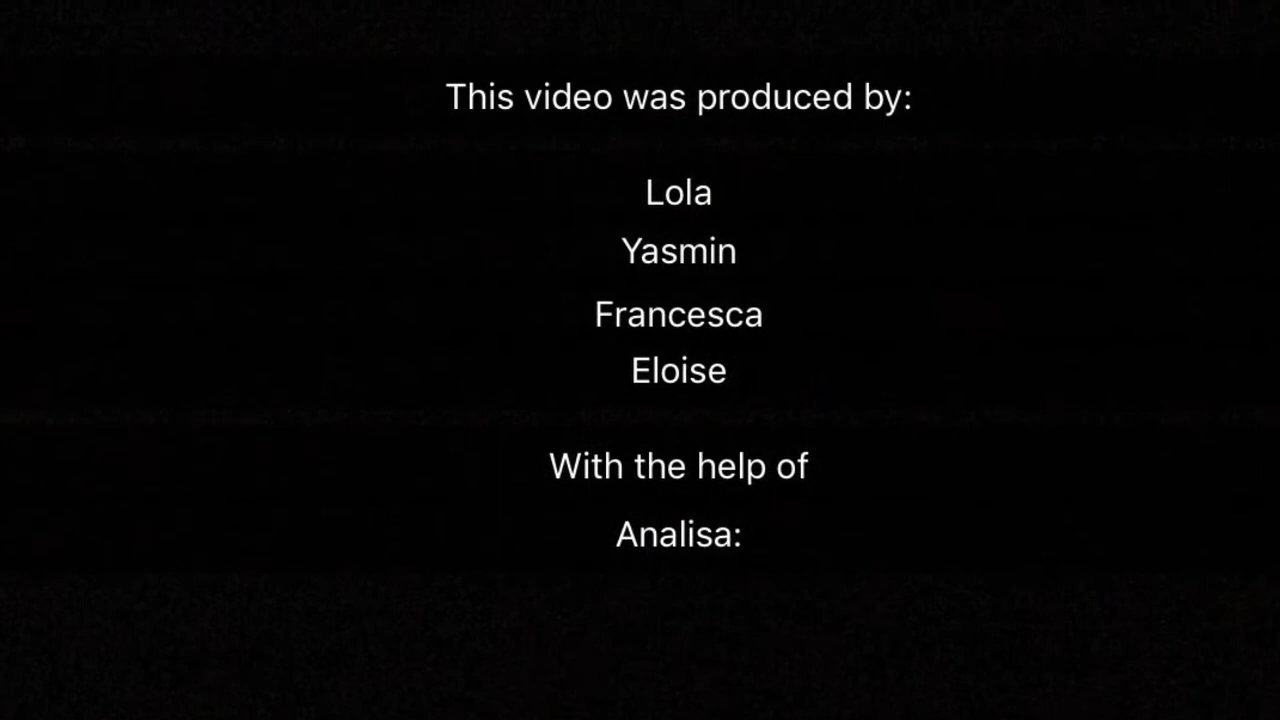 This video was produced by:
Lola
Yasmin
Francesca
Eloise
With the help of
Analisa: